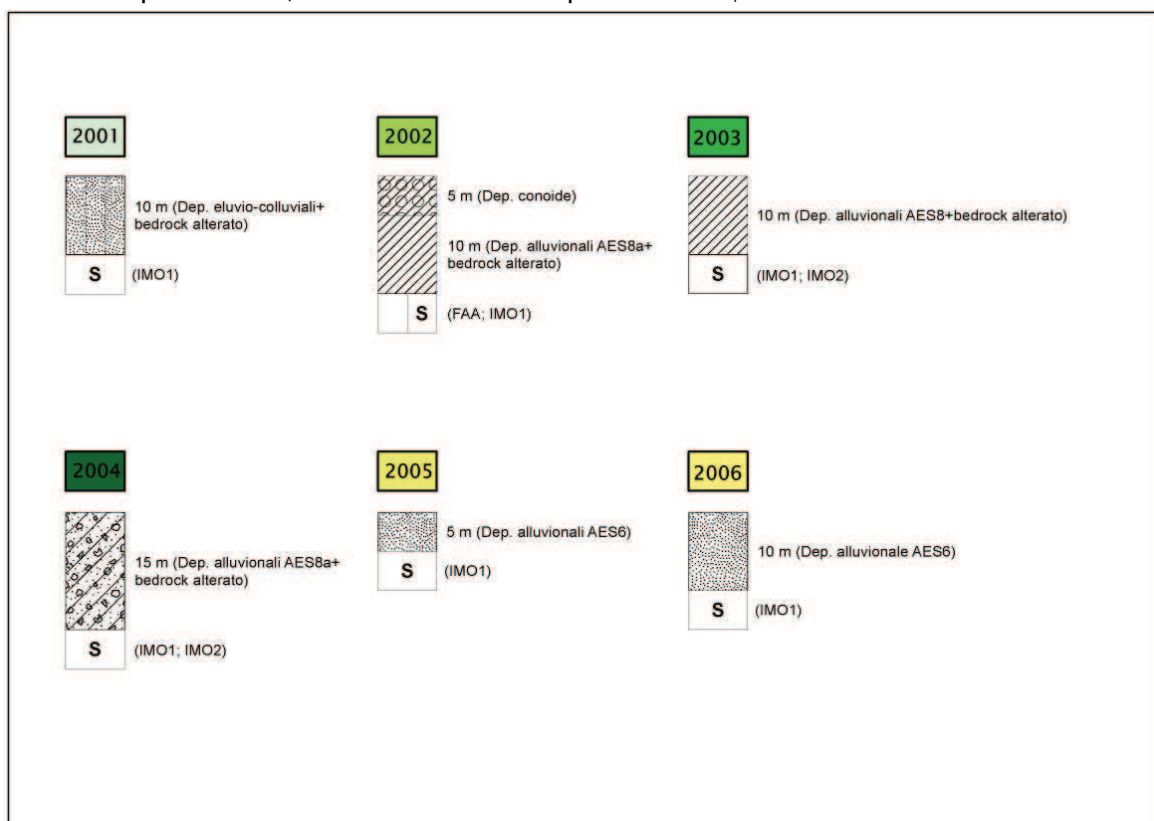 2001
10 m (Dep. eluvio-colluviali+
bedrock alterato)
S
(IMO1)
2002
5 m (Dep. conoide)
10 m (Dep. alluvionali AES8a+
bedrock alterato)
S
(FAA; IMO1)
2003
10 m (Dep. alluvionali AES8+bedrock alterato)
S
(IMO1; IMO2)
2004
15 m (Dep. alluvionali AES8a+
bedrock alterato)
S
(IMO1; IMO2)
2005
5 m (Dep. alluvionali AES6)
S
(IMO1)
2006
10 m (Dep. alluvionale AES6)
S
(IMO1)